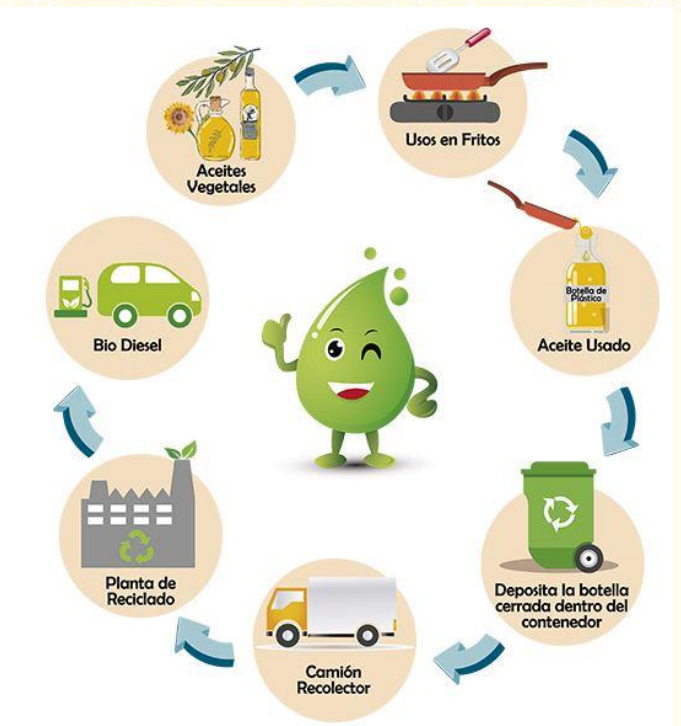 Aceites
Vegetales
Usos en Fritos
Botella de
Plástico
Aceite Usado
Deposita la botella
cerrada dentro del
contenedor
Camión
Recolector
Planta de
Reciclado
Bio Diesel